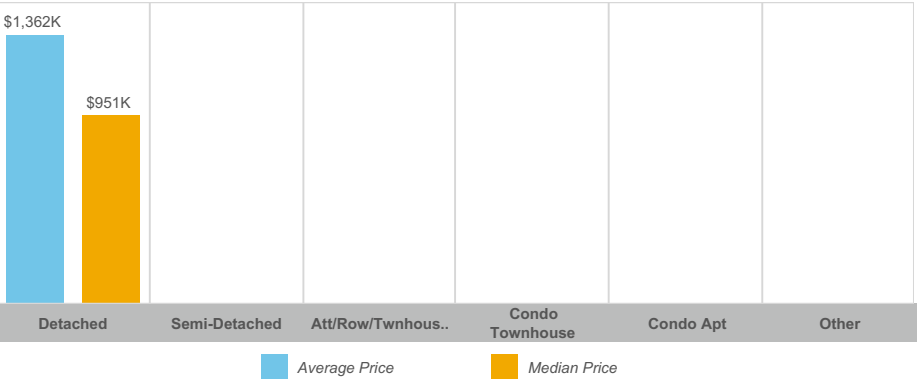 $1,362K
$951K
Detached
Semi-Detached
Att/Row/Twnhous..
Condo
Townhouse
Condo Apt
Other
Average Price
Median Price